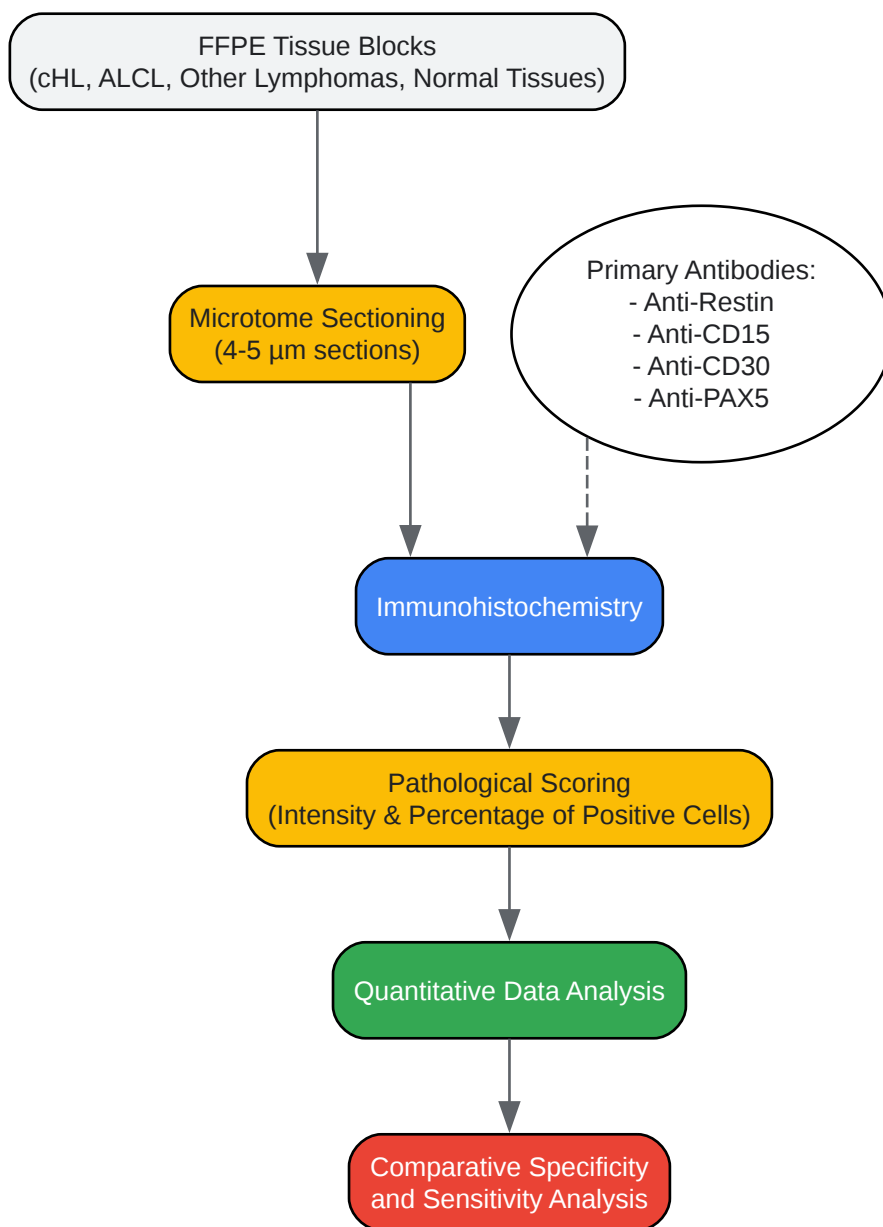 FFPE Tissue Blocks
(cHL, ALCL, Other Lymphomas, Normal Tissues)
Microtome Sectioning
(4-5 µm sections)
Primary Antibodies:
- Anti-Restin
- Anti-CD15
- Anti-CD30
- Anti-PAX5
Immunohistochemistry
Pathological Scoring
(Intensity & Percentage of Positive Cells)
Quantitative Data Analysis
Comparative Specificity
and Sensitivity Analysis